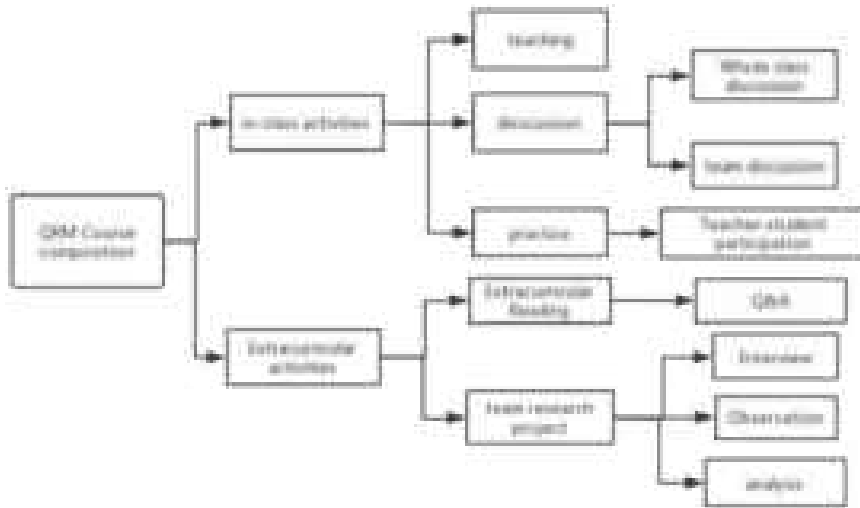 teaching
Whole class
discussion
in-class activities
discussion
team discussion
QRM Course
composition
practice
Teacher-student
participation
Extracurricular
Reading
Q&A
Extracurricular
activities
Interview
team research
project
Observation
analysis